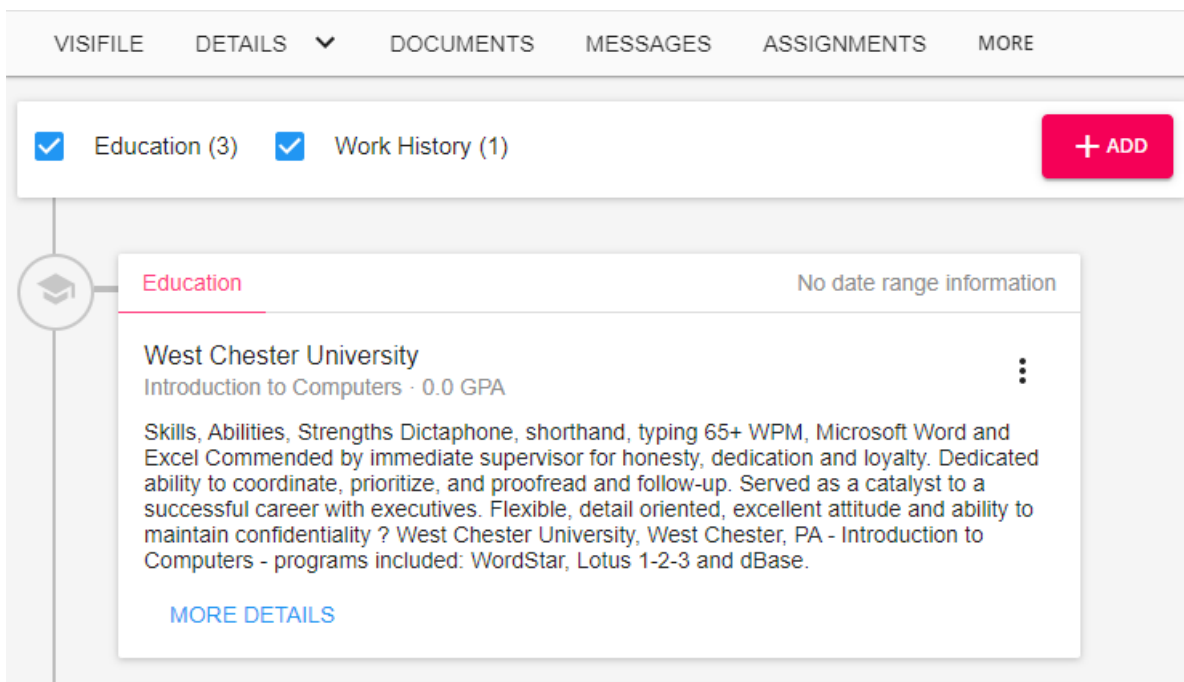 VISIFILE DETAILS DOCUMENTS MESSAGES ASSIGNMENTS MORE
Education (3) Work History (1) + ADD
Education No date range information
West Chester University
Introduction to Computers · 0.0 GPA
Skills, Abilities, Strengths Dictaphone, shorthand, typing 65+ WPM, Microsoft Word and
Excel Commended by immediate supervisor for honesty, dedication and loyalty. Dedicated
ability to coordinate, prioritize, and proofread and follow-up. Served as a catalyst to a
successful career with executives. Flexible, detail oriented, excellent attitude and ability to
maintain confidentiality ? West Chester University, West Chester, PA - Introduction to
Computers - programs included: WordStar, Lotus 1-2-3 and dBase.
MORE DETAILS